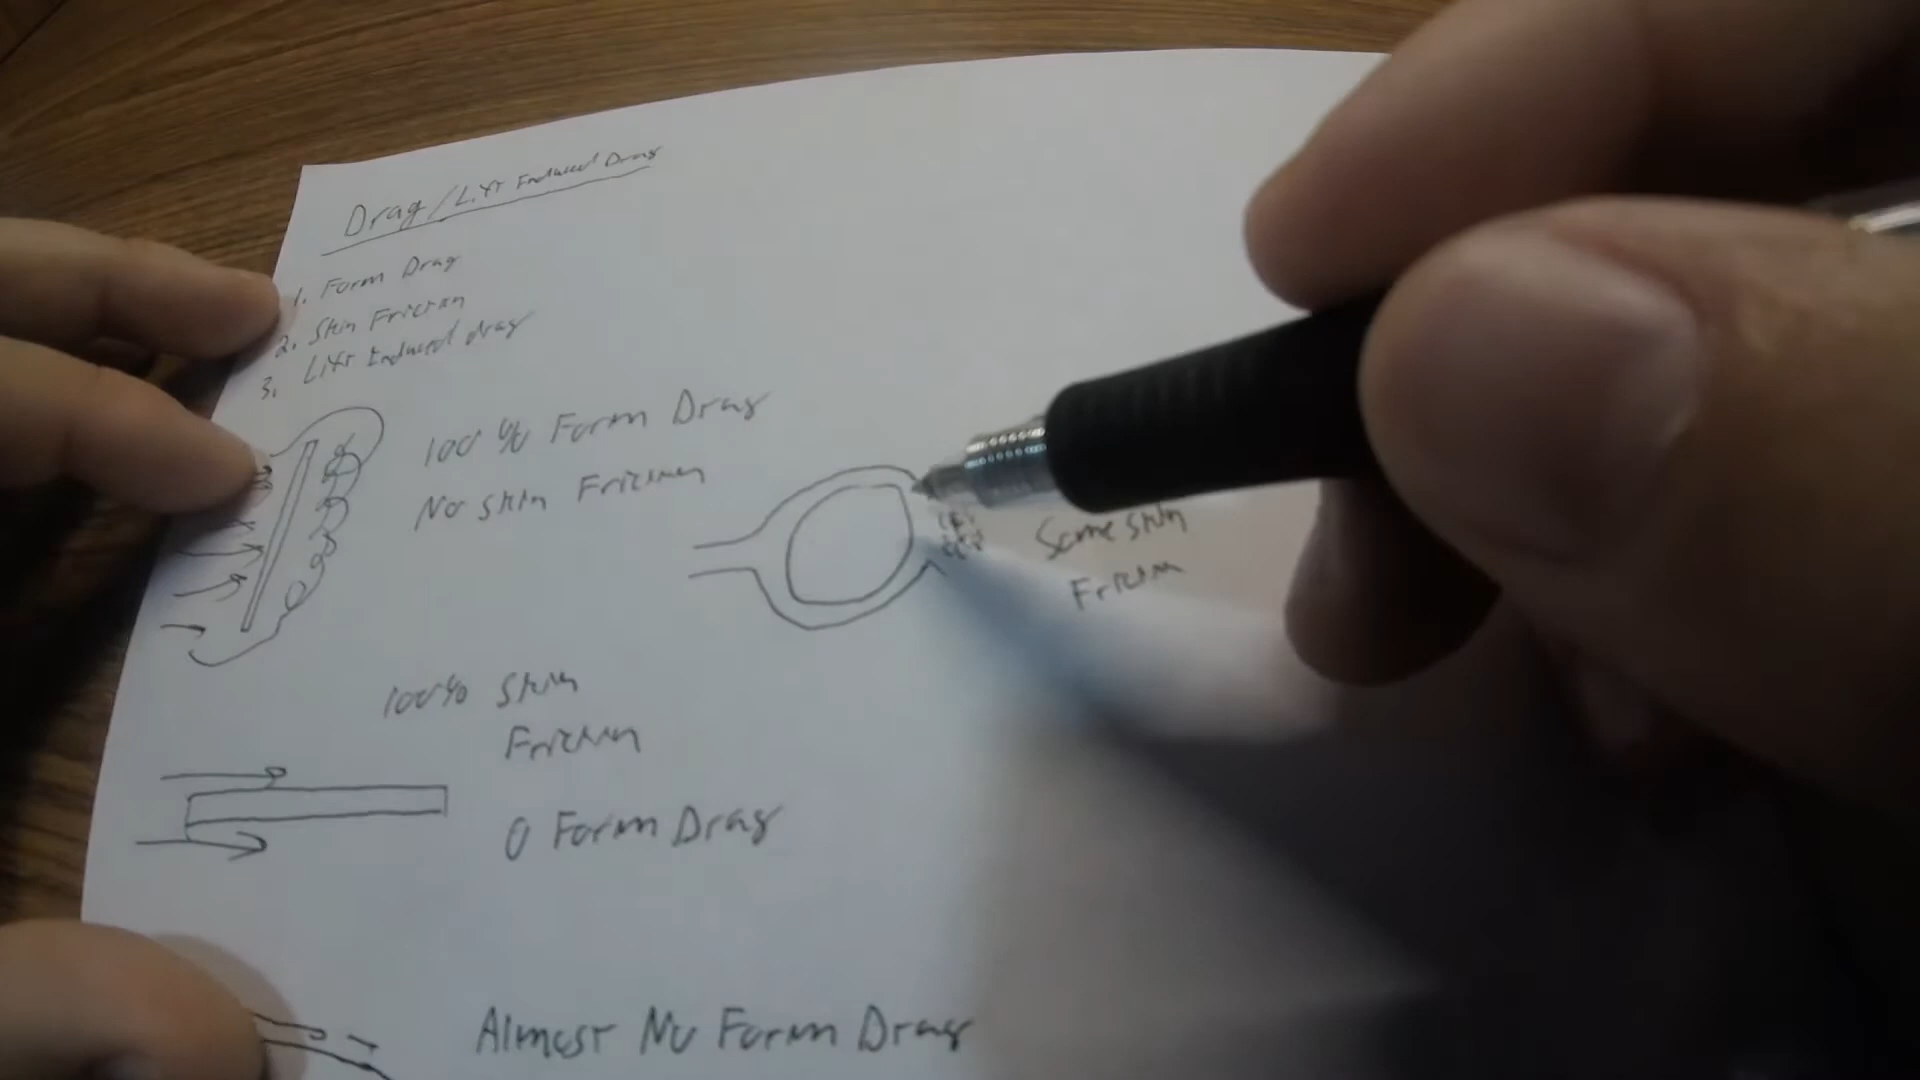 Drag/Lift Induced Drag
1. Form Drag
2. Skin Friction
3. Lift Induced drag
100% Form Drag
No skin Friction
Some skin
Friction
100% Skin
Friction
0 Form Drag
Almost No Form Drag